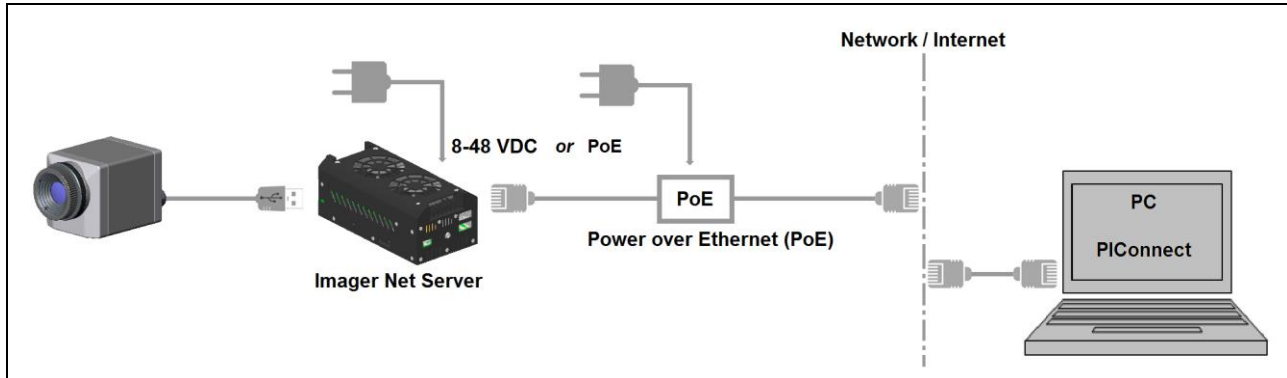 Network / Internet
8-48 VDC or PoE
PoE
Power over Ethernet (PoE)
Imager Net Server
PC
PIConnect